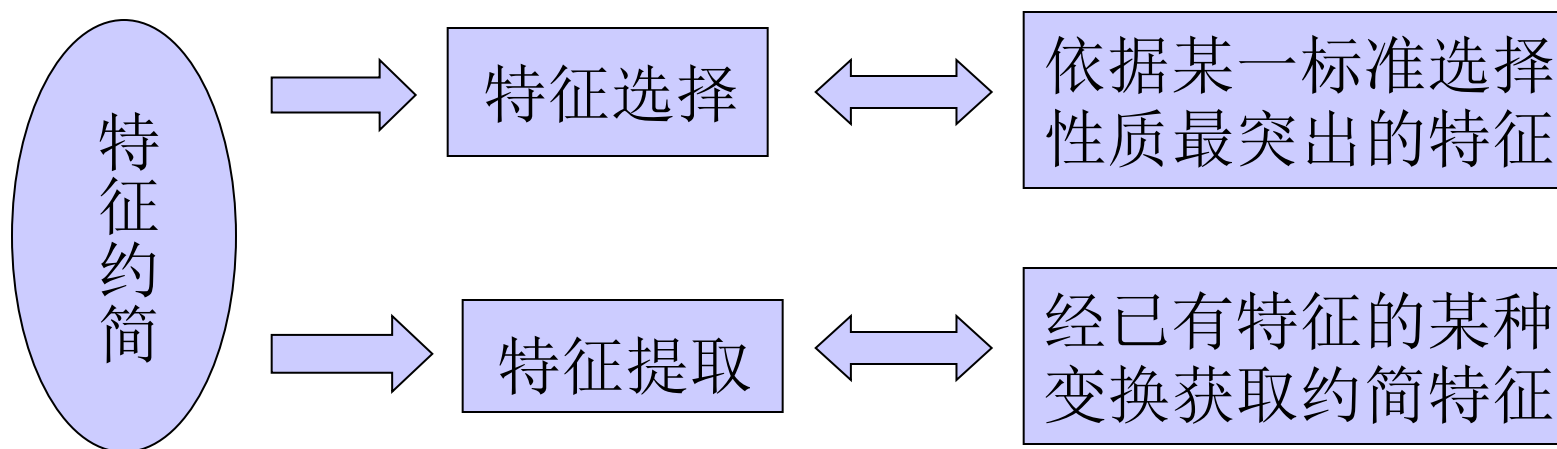 特征约简
特征选择
依据某一标准选择
性质最突出的特征
特征提取
经已有特征的某种
变换获取约简特征